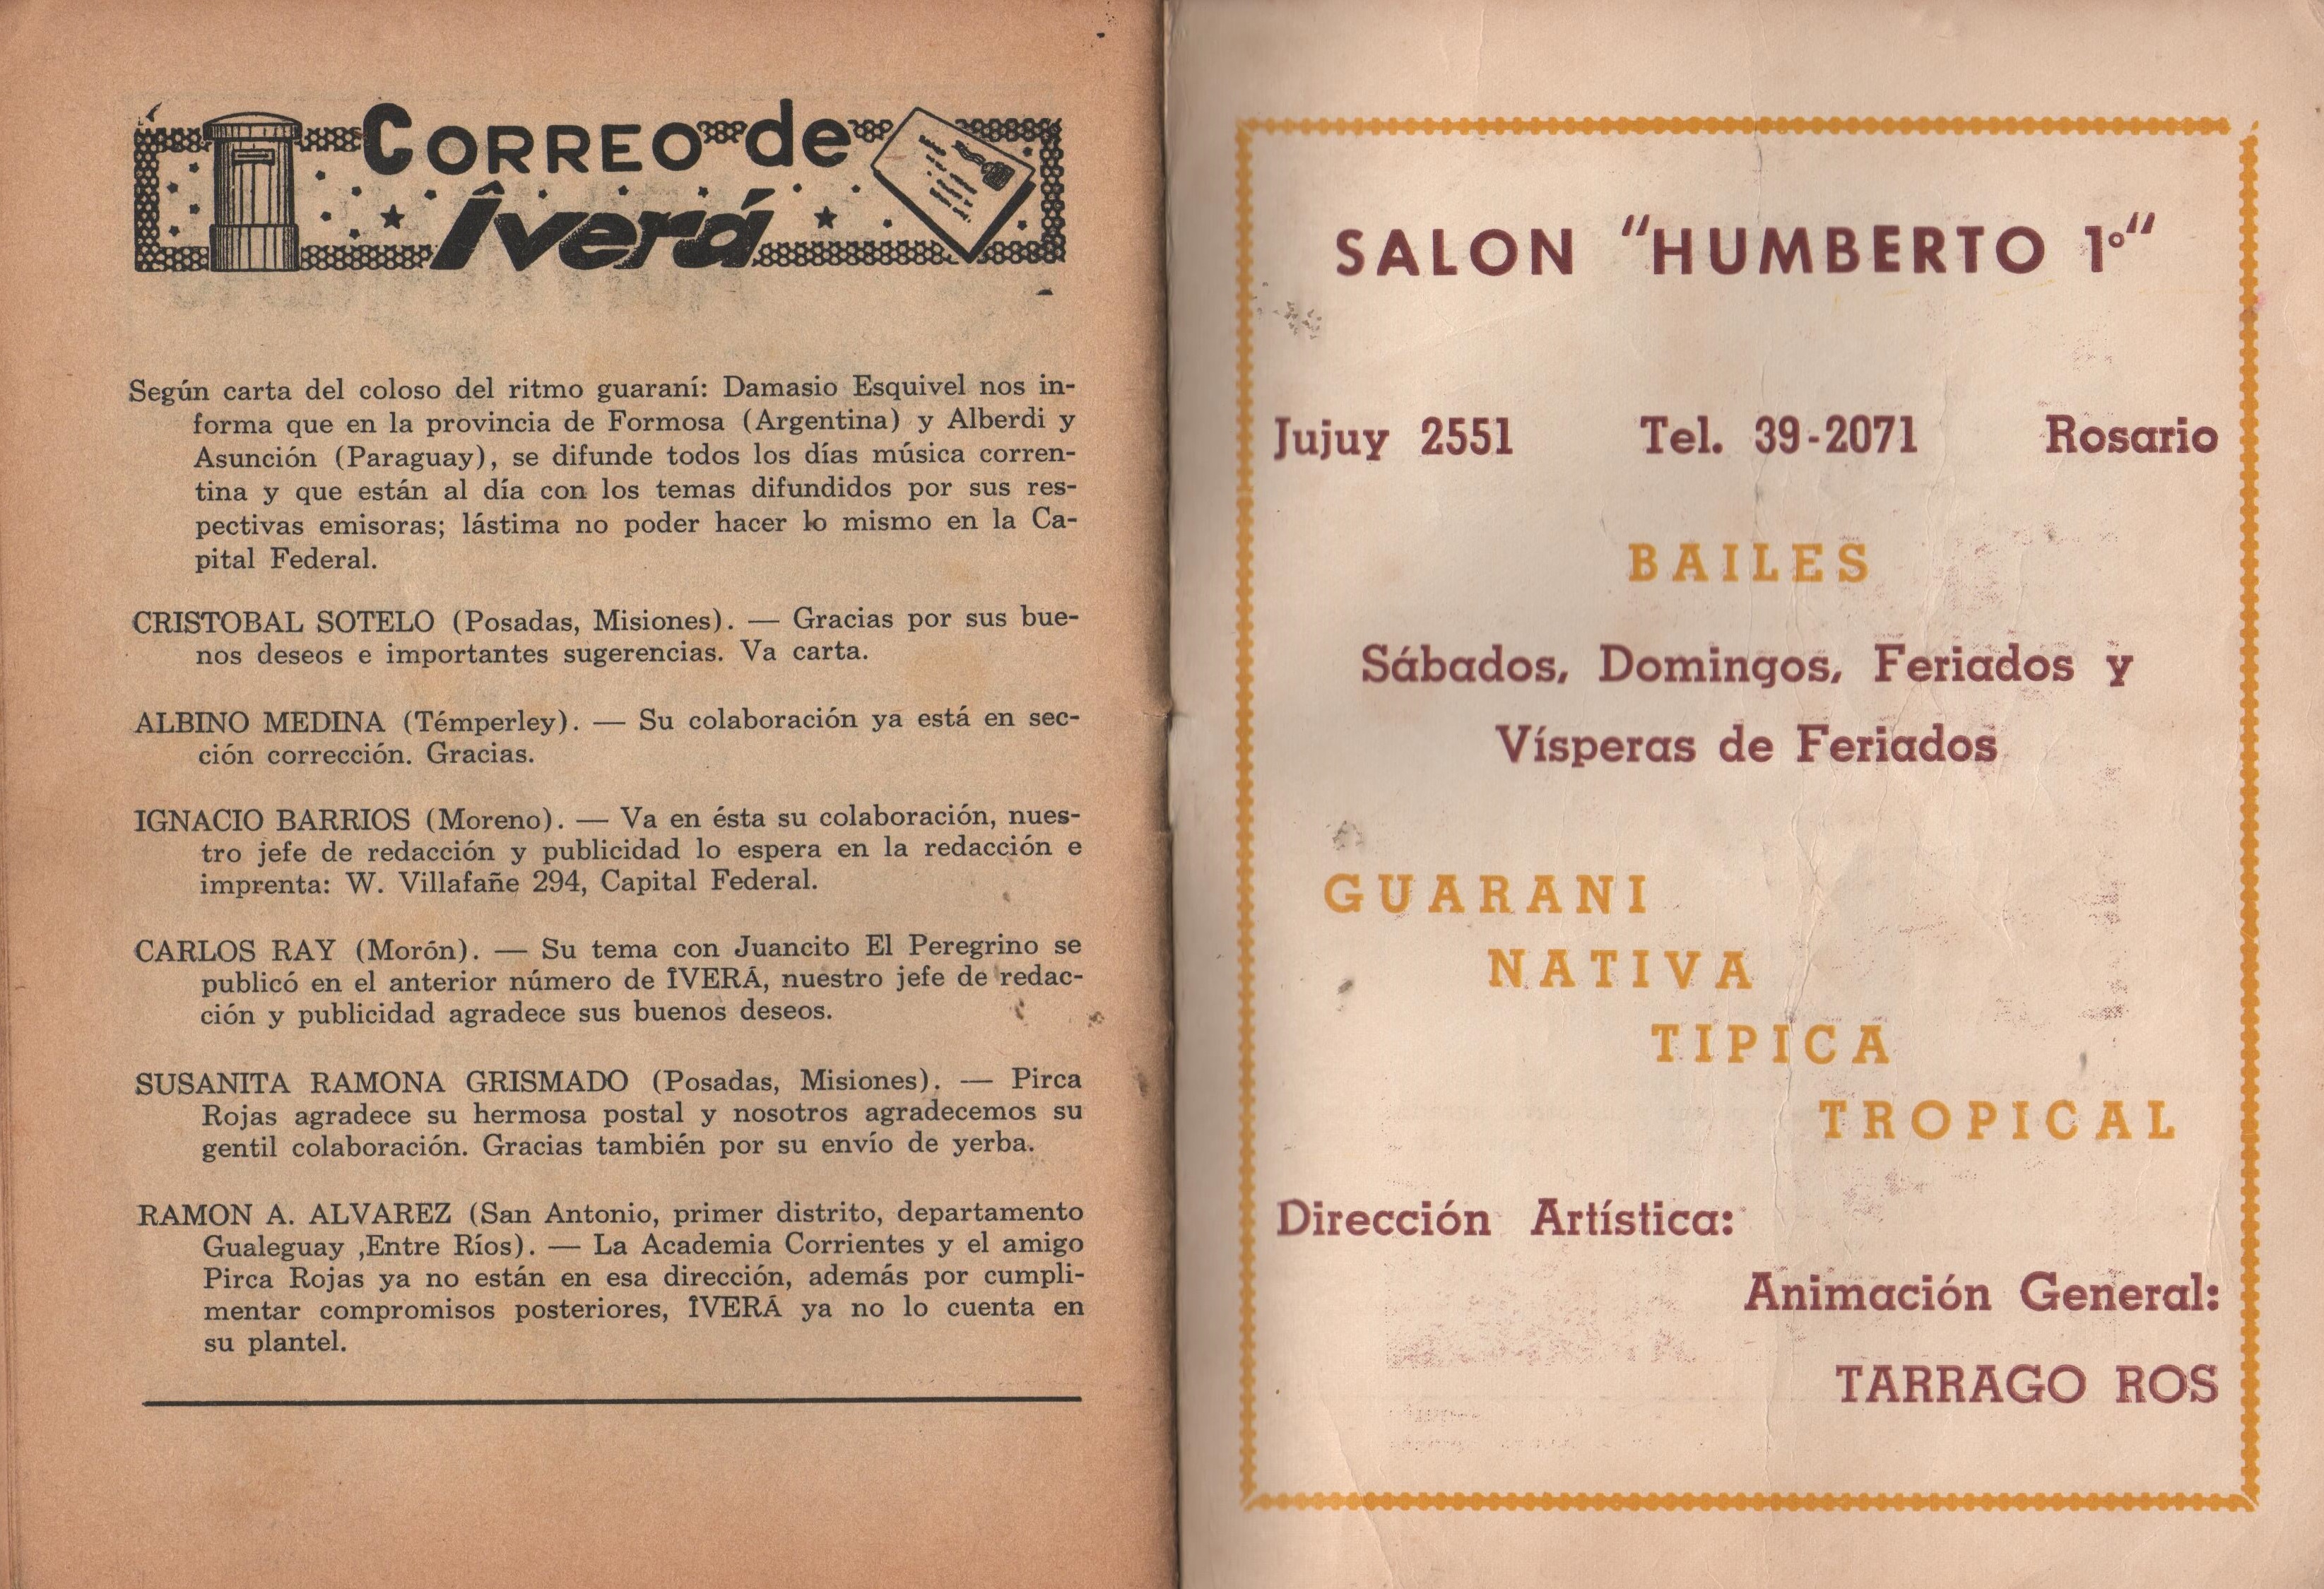 CORREO de
Îverá
Según carta del coloso del ritmo guaraní: Damasio Esquivel nos in-
forma que en la provincia de Formosa (Argentina) y Alberdi y
Asunción (Paraguay), se difunde todos los días música corren-
tina y que están al día con los temas difundidos por sus res-
pectivas emisoras; lástima no poder hacer lo mismo en la Ca-
pital Federal.
CRISTOBAL SOTELO (Posadas, Misiones). — Gracias por sus bue-
nos deseos e importantes sugerencias. Va carta.
ALBINO MEDINA (Témperley). — Su colaboración ya está en sec-
ción corrección. Gracias.
IGNACIO BARRIOS (Moreno). — Va en ésta su colaboración, nues-
tro jefe de redacción y publicidad lo espera en la redacción e
imprenta: W. Villafañe 294, Capital Federal.
CARLOS RAY (Morón). — Su tema con Juancito El Peregrino se
publicó en el anterior número de ÎVERÁ, nuestro jefe de redac-
ción y publicidad agradece sus buenos deseos.
SUSANITA RAMONA GRISMADO (Posadas, Misiones). — Pirca
Rojas agradece su hermosa postal y nosotros agradecemos su
gentil colaboración. Gracias también por su envío de yerba.
RAMON A. ALVAREZ (San Antonio, primer distrito, departamento
Gualeguay ,Entre Ríos). — La Academia Corrientes y el amigo
Pirca Rojas ya no están en esa dirección, además por cumpli-
mentar compromisos posteriores, ÎVERÁ ya no lo cuenta en
su plantel.
SALON "HUMBERTO 1º"
Jujuy 2551 Tel. 39-2071 Rosario
BAILES
Sábados, Domingos, Feriados y
Vísperas de Feriados
GUARANI
NATIVA
TIPICA
TROPICAL
Dirección Artística:
Animación General:
TARRAGO ROS